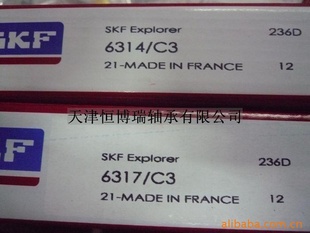 SKF
SKF Explorer 236D
6314/C3
21-MADE IN FRANCE 12
天津恒博瑞轴承有限公司
SKF
SKF Explorer 236D
6317/C3
21-MADE IN FRANCE 12
alibaba.com.cn